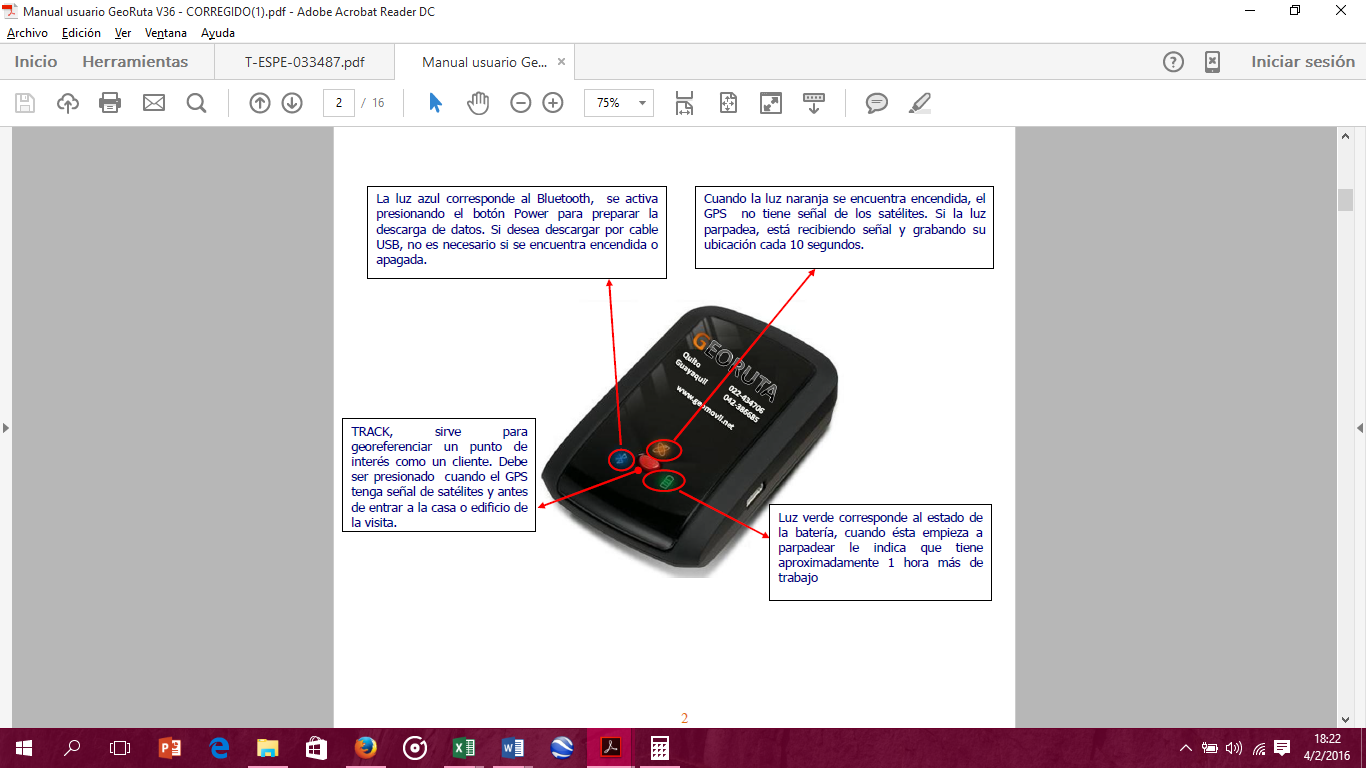 Manual usuario GeoRuta V36 - CORREGIDO(1).pdf - Adobe Acrobat Reader DC
Archivo Edición Ver Ventana Ayuda
Inicio Herramientas T-ESPE-033487.pdf Manual usuario Ge... × Iniciar sesión
2 / 16 75%
La luz azul corresponde al Bluetooth, se activa
presionando el botón Power para preparar la
descarga de datos. Si desea descargar por cable
USB, no es necesario si se encuentra encendida o
apagada.
Cuando la luz naranja se encuentra encendida, el
GPS no tiene señal de los satélites. Si la luz
parpadea, está recibiendo señal y grabando su
ubicación cada 10 segundos.
GEORUTA
Quito 022-434706
Guayaquil 042-386685
www.geomovil.net
TRACK, sirve para
georeferenciar un punto de
interés como un cliente. Debe
ser presionado cuando el GPS
tenga señal de satélites y antes
de entrar a la casa o edificio de
la visita.
Luz verde corresponde al estado de
la batería, cuando ésta empieza a
parpadear le indica que tiene
aproximadamente 1 hora más de
trabajo
2
18:22
4/2/2016